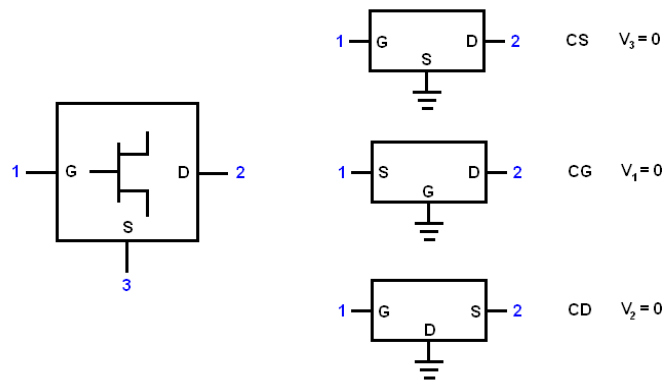 1 G D 2 CS V₃ = 0
S
1 G D 2
S
3
1 S D 2 CG V₁ = 0
G
1 G S 2 CD V₂ = 0
D